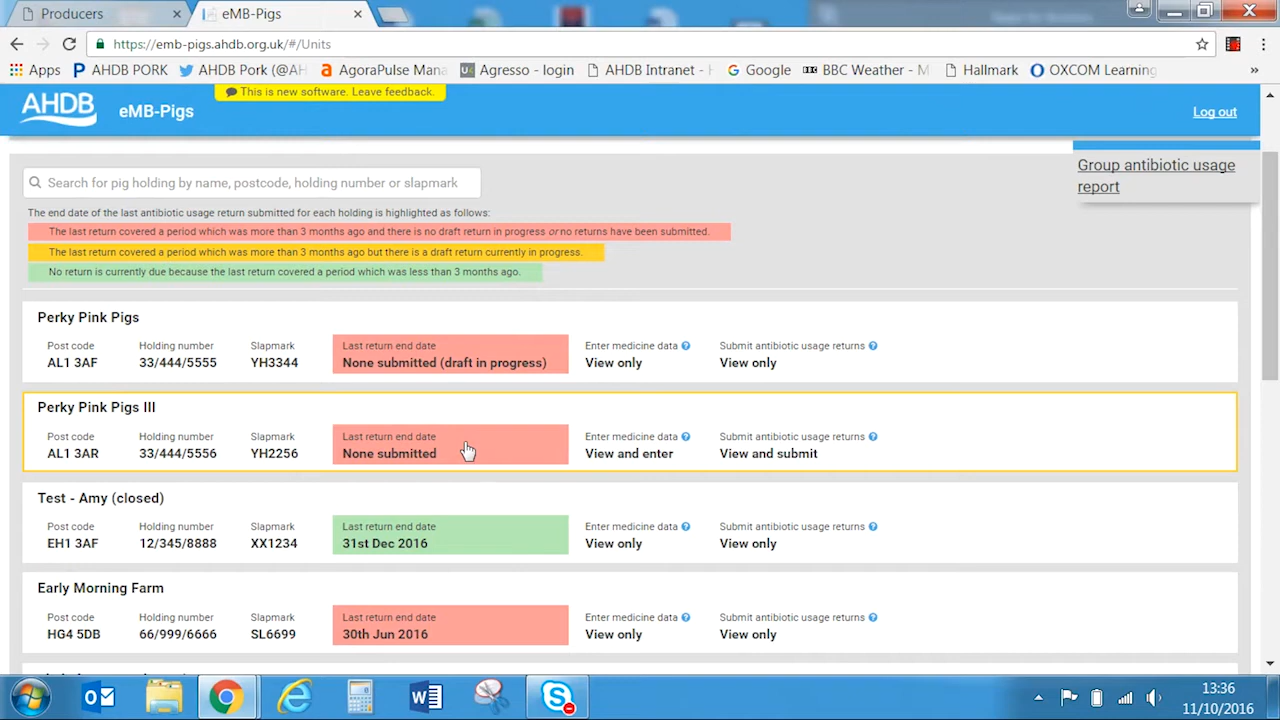 Producers
eMB-Pigs
https://emb-pigs.ahdb.org.uk/#/Units
Apps AHDB PORK AHDB Pork (@AH AgoraPulse Mana Agresso - login AHDB Intranet - H Google BBC Weather - M Hallmark OXCOM Learning »
AHDB
eMB-Pigs
This is new software. Leave feedback.
Log out
Group antibiotic usage
report
Search for pig holding by name, postcode, holding number or slapmark
The end date of the last antibiotic usage return submitted for each holding is highlighted as follows:
The last return covered a period which was more than 3 months ago and there is no draft return in progress or no returns have been submitted.
The last return covered a period which was more than 3 months ago but there is a draft return currently in progress.
No return is currently due because the last return covered a period which was less than 3 months ago.
Perky Pink Pigs
Post code Holding number Slapmark Last return end date Enter medicine data ? Submit antibiotic usage returns ?
AL1 3AF 33/444/5555 YH3344 None submitted (draft in progress) View only View only
Perky Pink Pigs III
Post code Holding number Slapmark Last return end date Enter medicine data ? Submit antibiotic usage returns ?
AL1 3AR 33/444/5556 YH2256 None submitted View and enter View and submit
Test - Amy (closed)
Post code Holding number Slapmark Last return end date Enter medicine data ? Submit antibiotic usage returns ?
EH1 3AF 12/345/8888 XX1234 31st Dec 2016 View only View only
Early Morning Farm
Post code Holding number Slapmark Last return end date Enter medicine data ? Submit antibiotic usage returns ?
HG4 5DB 66/999/6666 SL6699 30th Jun 2016 View only View only
13:36
11/10/2016